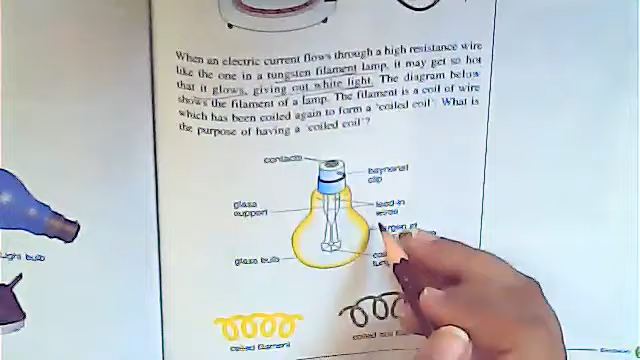 When an electric current flows through a high resistance wire
like the one in a tungsten filament lamp, it may get so hot
that it glows, giving out white light. The diagram below
shows the filament of a lamp. The filament is a coil of wire
which has been coiled again to form a 'coiled coil'. What is
the purpose of having a 'coiled coil'?
contacts
bayonet
clip
glass
support
lead-in
wires
glass bulb
light bulb
coiled filament